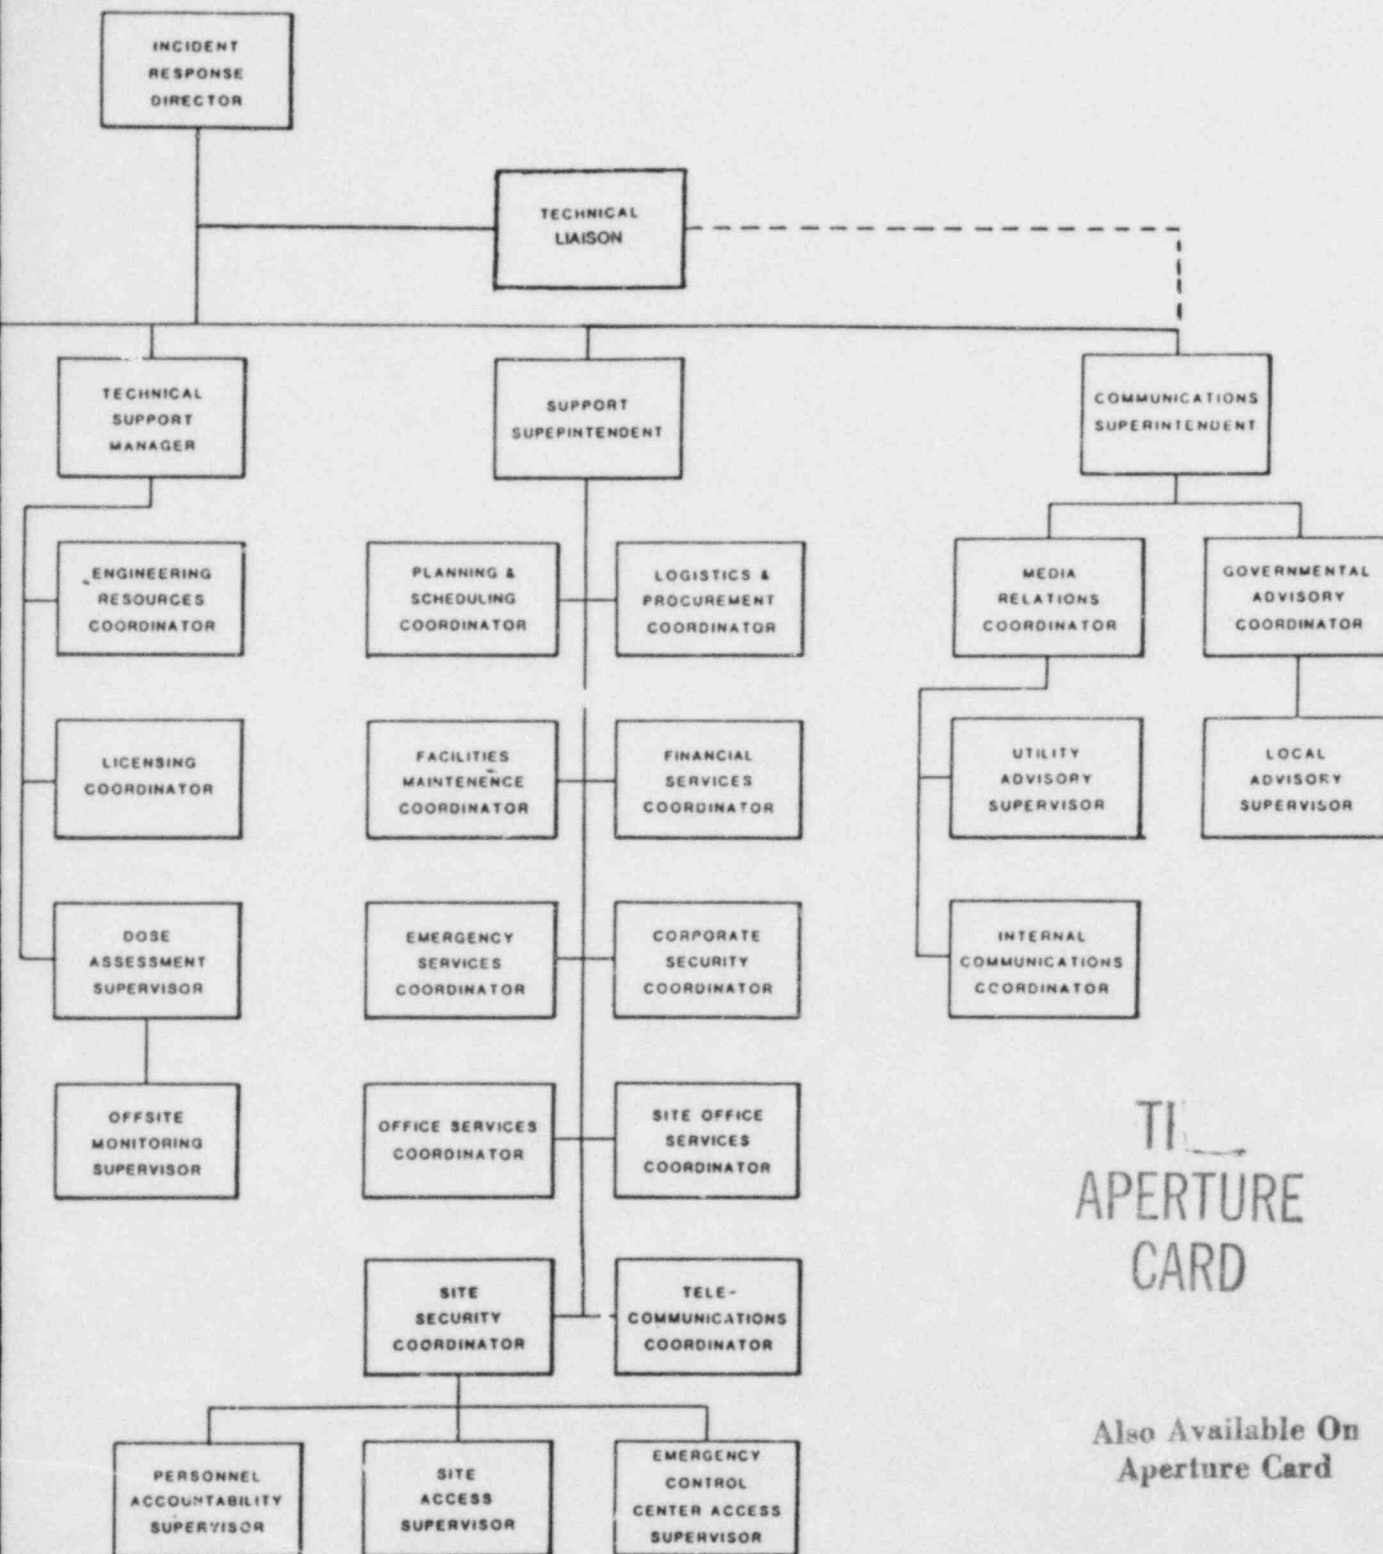 INCIDENT
RESPONSE
DIRECTOR
TECHNICAL
LIAISON
TECHNICAL
SUPPORT
MANAGER
SUPPORT
SUPEPINTENDENT
COMMUNICATIONS
SUPERINTENDENT
ENGINEERING
RESOURCES
COORDINATOR
PLANNING &
SCHEDULING
COORDINATOR
LOGISTICS &
PROCUREMENT
COORDINATOR
MEDIA
RELATIONS
COORDINATOR
GOVERNMENTAL
ADVISORY
COORDINATOR
LICENSING
COORDINATOR
FACILITIES
MAINTENENCE
COORDINATOR
FINANCIAL
SERVICES
COORDINATOR
UTILITY
ADVISORY
SUPERVISOR
LOCAL
ADVISORY
SUPERVISOR
DOSE
ASSESSMENT
SUPERVISOR
EMERGENCY
SERVICES
COORDINATOR
CORPORATE
SECURITY
COORDINATOR
INTERNAL
COMMUNICATIONS
COORDINATOR
OFFSITE
MONITORING
SUPERVISOR
OFFICE SERVICES
COORDINATOR
SITE OFFICE
SERVICES
COORDINATOR
SITE
SECURITY
COORDINATOR
TELE-
COMMUNICATIONS
COORDINATOR
PERSONNEL
ACCOUNTABILITY
SUPERVISOR
SITE
ACCESS
SUPERVISOR
EMERGENCY
CONTROL
CENTER ACCESS
SUPERVISOR
TI
APERTURE
CARD
Also Available On
Aperture Card